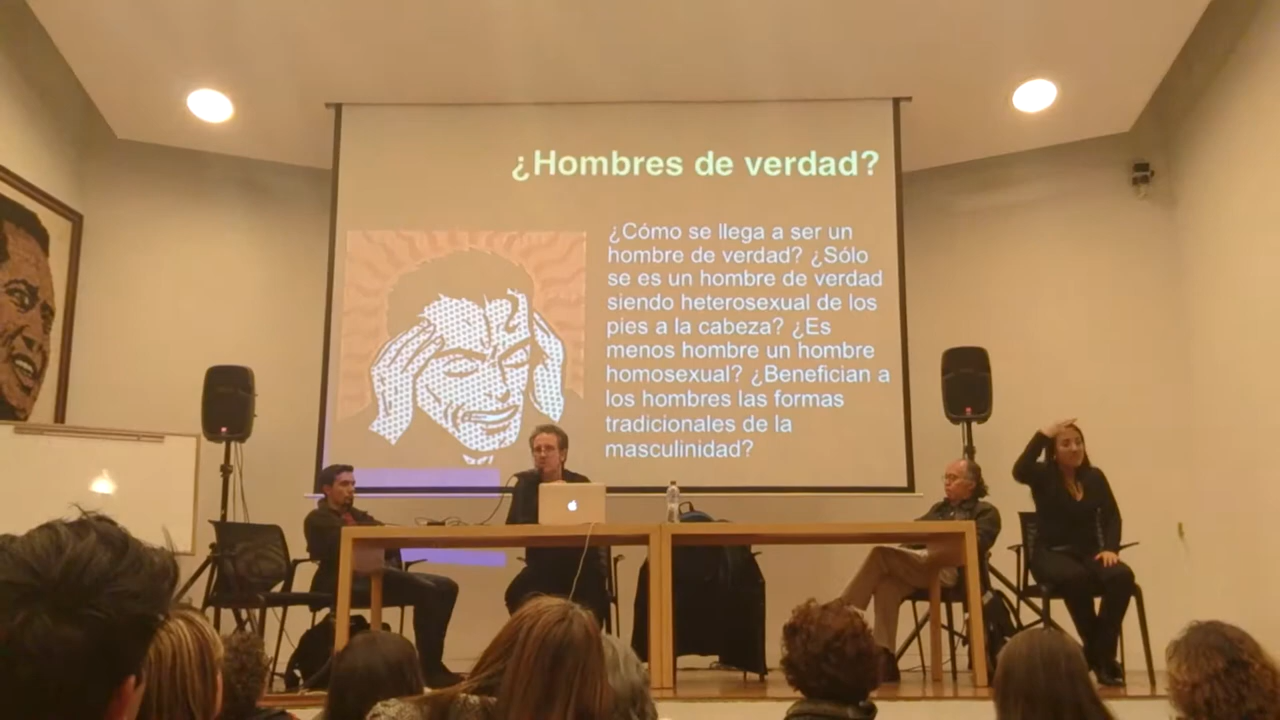 ¿Hombres de verdad?
¿Cómo se llega a ser un
hombre de verdad? ¿Sólo
se es un hombre de verdad
siendo heterosexual de los
pies a la cabeza? ¿Es
menos hombre un hombre
homosexual? ¿Benefician a
los hombres las formas
tradicionales de la
masculinidad?